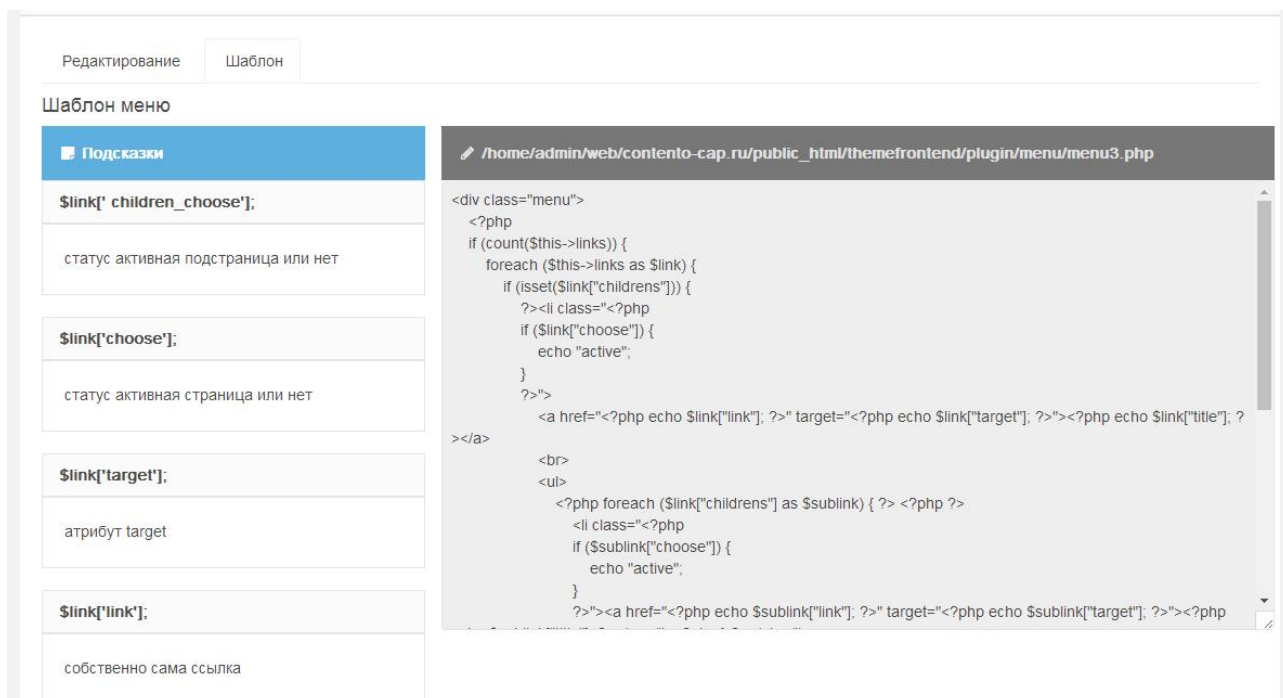 Редактирование
Шаблон
Шаблон меню
Подсказки
$link[' children_choose'];
статус активная подстраница или нет
$link['choose'];
статус активная страница или нет
$link['target'];
атрибут target
$link['link'];
собственно сама ссылка
/home/admin/web/contento-cap.ru/public_html/themefrontend/plugin/menu/menu3.php
<div class="menu">
<?php
if (count($this->links)) {
foreach ($this->links as $link) {
if (isset($link["childrens"])) {
?><li class="<?php
if ($link["choose"]) {
echo "active";
}
?>">
<a href="<?php echo $link["link"]; ?>" target="<?php echo $link["target"]; ?>"><?php echo $link["title"]; ?
></a>
<br>
<ul>
<?php foreach ($link["childrens"] as $sublink) { ?> <?php ?>
<li class="<?php
if ($sublink["choose"]) {
echo "active";
}
?>"><a href="<?php echo $sublink["link"]; ?>" target="<?php echo $sublink["target"]; ?>"><?php